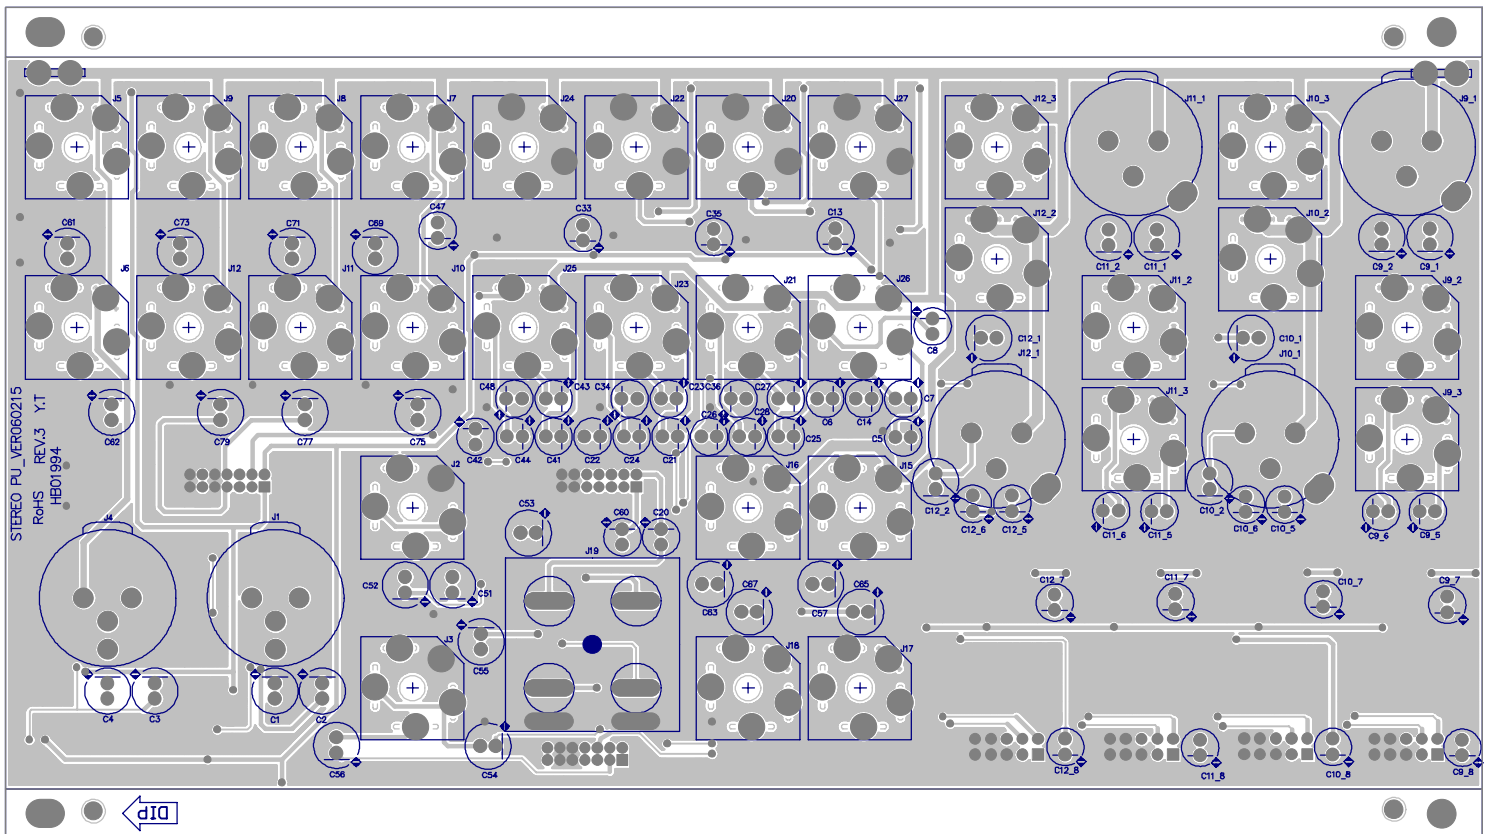 J5 J9 J8 J7 J24 J22 J20 J27 J12_3 J11_1 J10_3 J9_1
C61 C73 C71 C69 C47 C33 C35 C13 J12_2 C11_2 C11_1 J10_2 C9_2 C9_1
J6 J12 J11 J10 J25 J23 J21 J26 J11_2 J9_2
C8 C12_1 J12_1 C10_1 J10_1
C48 C43 C34 C23 C36 C27 C6 C14 C7 J11_3 J9_3
C62 C79 C77 C75 C42 C44 C41 C22 C24 C21 C26 C28 C25 C5
STEREO PU_VER060215
RoHS REV.3 Y.T
HB01994
J2 J16 J15
C53 C60 C20 C12_2 C12_6 C12_5 C11_6 C11_5 C10_2 C10_6 C10_5 C9_6 C9_5
J4 J1 J19
C52 C51 C63 C67 C57 C65 C12_7 C11_7 C10_7 C9_7
J3 C55 J18 J17
C4 C3 C1 C2
C56 C54 C12_8 C11_8 C10_8 C9_8
DIP